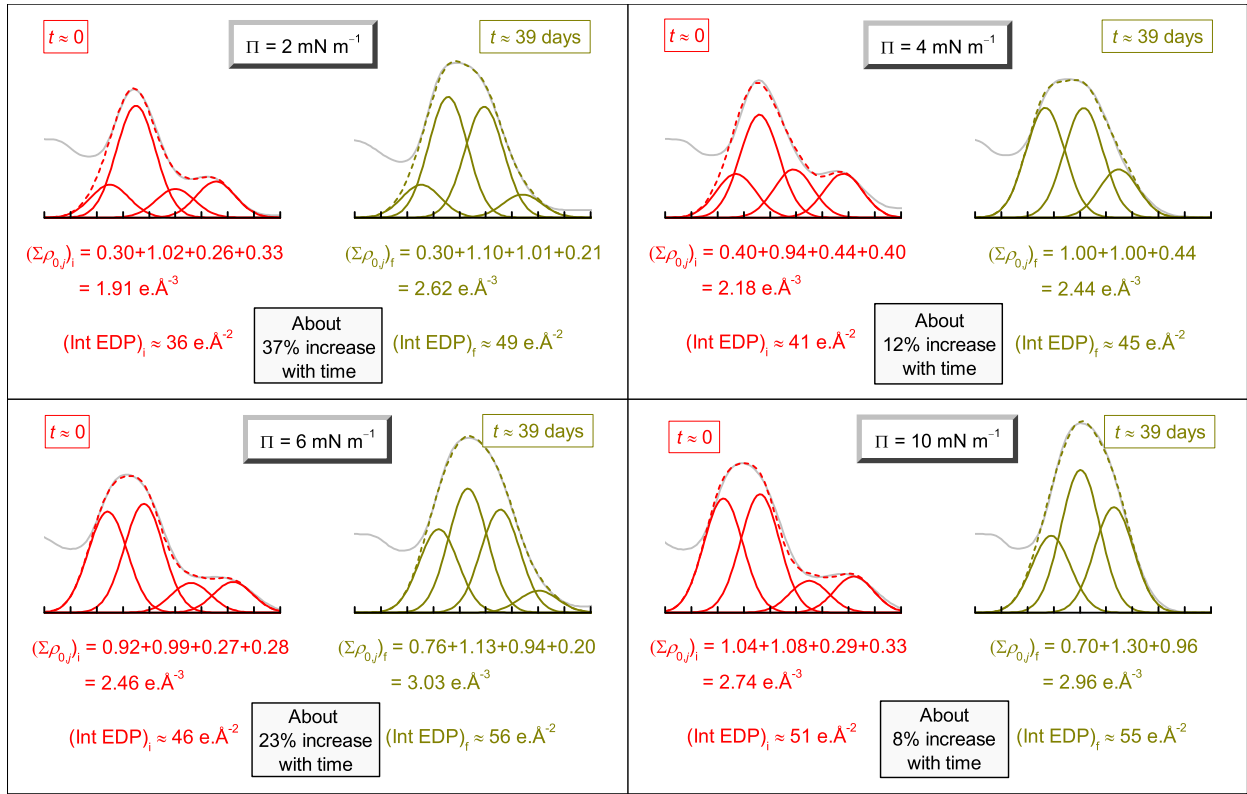 t ≈ 0
Π = 2 mN m⁻¹
t ≈ 39 days
(Σρ₀,ⱼ)ᵢ = 0.30+1.02+0.26+0.33
= 1.91 e.Å⁻³
(Σρ₀,ⱼ)f = 0.30+1.10+1.01+0.21
= 2.62 e.Å⁻³
(Int EDP)ᵢ ≈ 36 e.Å⁻²
About
37% increase
with time
(Int EDP)f ≈ 49 e.Å⁻²
t ≈ 0
Π = 4 mN m⁻¹
t ≈ 39 days
(Σρ₀,ⱼ)ᵢ = 0.40+0.94+0.44+0.40
= 2.18 e.Å⁻³
(Σρ₀,ⱼ)f = 1.00+1.00+0.44
= 2.44 e.Å⁻³
(Int EDP)ᵢ ≈ 41 e.Å⁻²
About
12% increase
with time
(Int EDP)f ≈ 45 e.Å⁻²
t ≈ 0
Π = 6 mN m⁻¹
t ≈ 39 days
(Σρ₀,ⱼ)ᵢ = 0.92+0.99+0.27+0.28
= 2.46 e.Å⁻³
(Σρ₀,ⱼ)f = 0.76+1.13+0.94+0.20
= 3.03 e.Å⁻³
(Int EDP)ᵢ ≈ 46 e.Å⁻²
About
23% increase
with time
(Int EDP)f ≈ 56 e.Å⁻²
t ≈ 0
Π = 10 mN m⁻¹
t ≈ 39 days
(Σρ₀,ⱼ)ᵢ = 1.04+1.08+0.29+0.33
= 2.74 e.Å⁻³
(Σρ₀,ⱼ)f = 0.70+1.30+0.96
= 2.96 e.Å⁻³
(Int EDP)ᵢ ≈ 51 e.Å⁻²
About
8% increase
with time
(Int EDP)f ≈ 55 e.Å⁻²